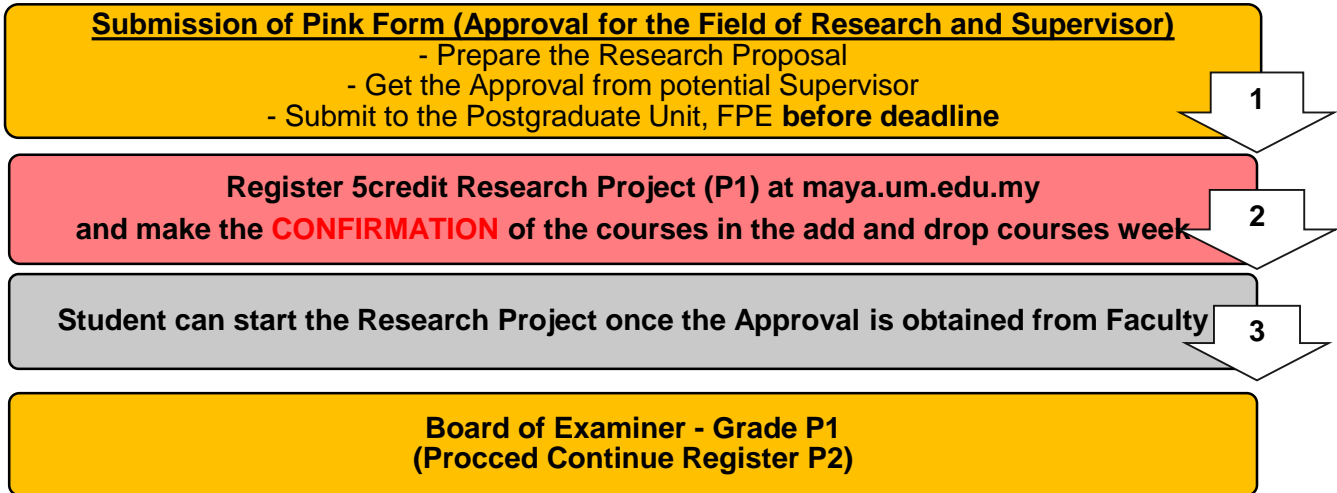 Submission of Pink Form (Approval for the Field of Research and Supervisor)
- Prepare the Research Proposal
- Get the Approval from potential Supervisor
- Submit to the Postgraduate Unit, FPE before deadline
1
Register 5credit Research Project (P1) at maya.um.edu.my
and make the CONFIRMATION of the courses in the add and drop courses week
2
Student can start the Research Project once the Approval is obtained from Faculty
3
Board of Examiner - Grade P1
(Procced Continue Register P2)